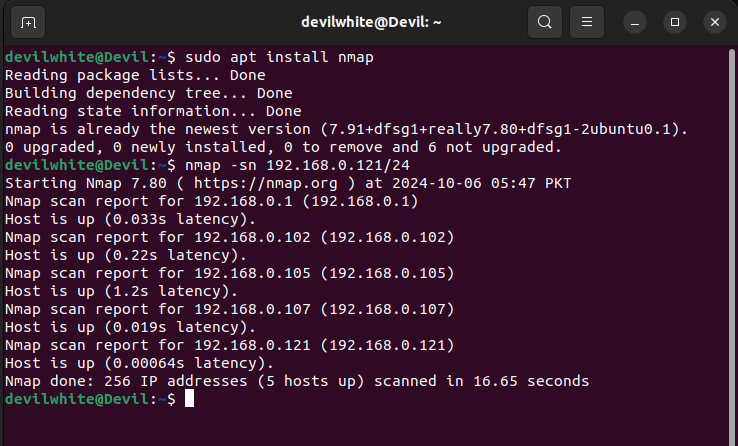 devilwhite@Devil: ~
devilwhite@Devil:~$ sudo apt install nmap
Reading package lists... Done
Building dependency tree... Done
Reading state information... Done
nmap is already the newest version (7.91+dfsg1+really7.80+dfsg1-2ubuntu0.1).
0 upgraded, 0 newly installed, 0 to remove and 6 not upgraded.
devilwhite@Devil:~$ nmap -sn 192.168.0.121/24
Starting Nmap 7.80 ( https://nmap.org ) at 2024-10-06 05:47 PKT
Nmap scan report for 192.168.0.1 (192.168.0.1)
Host is up (0.033s latency).
Nmap scan report for 192.168.0.102 (192.168.0.102)
Host is up (0.22s latency).
Nmap scan report for 192.168.0.105 (192.168.0.105)
Host is up (1.2s latency).
Nmap scan report for 192.168.0.107 (192.168.0.107)
Host is up (0.019s latency).
Nmap scan report for 192.168.0.121 (192.168.0.121)
Host is up (0.00064s latency).
Nmap done: 256 IP addresses (5 hosts up) scanned in 16.65 seconds
devilwhite@Devil:~$